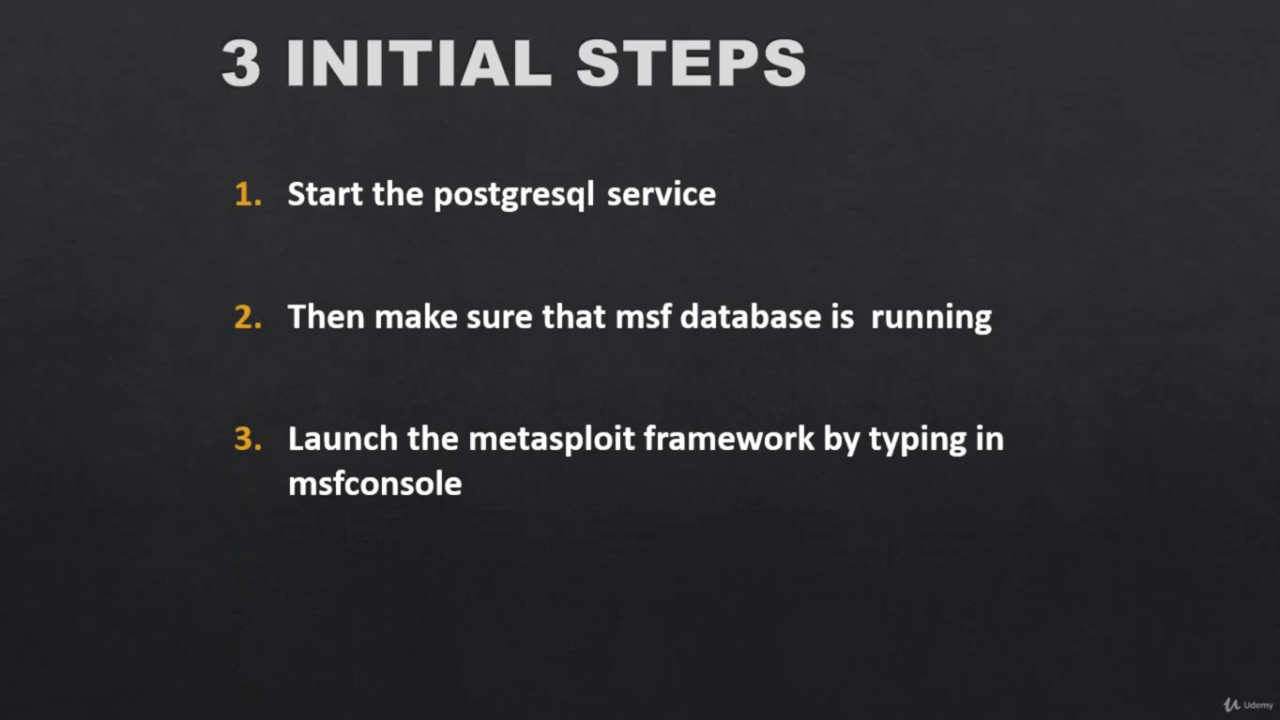 3 INITIAL STEPS
1. Start the postgresql service
2. Then make sure that msf database is running
3. Launch the metasploit framework by typing in
msfconsole
Udemy